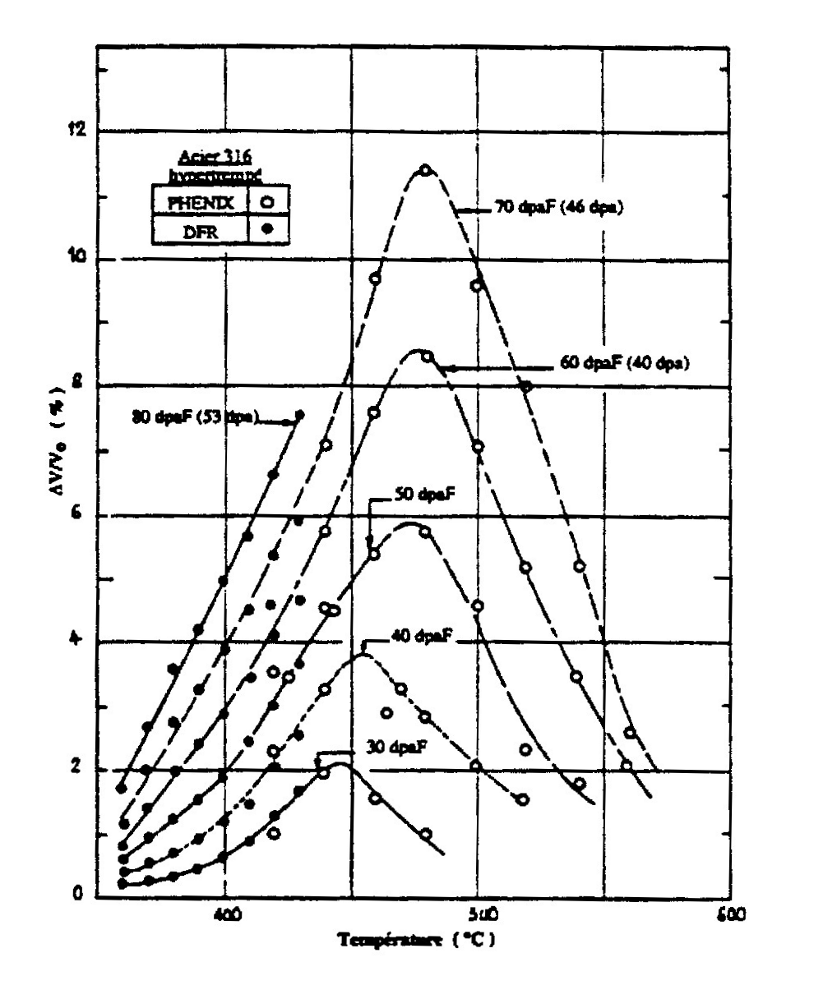 12
Acier 316
hypertrempé
PHENIX
DFR
70 dpaF (46 dpa)
10
60 dpaF (40 dpa)
8
80 dpaF (53 dpa)
ΔV/V₀ (%)
50 dpaF
6
40 dpaF
4
30 dpaF
2
0
400
500
600
Température (°C)